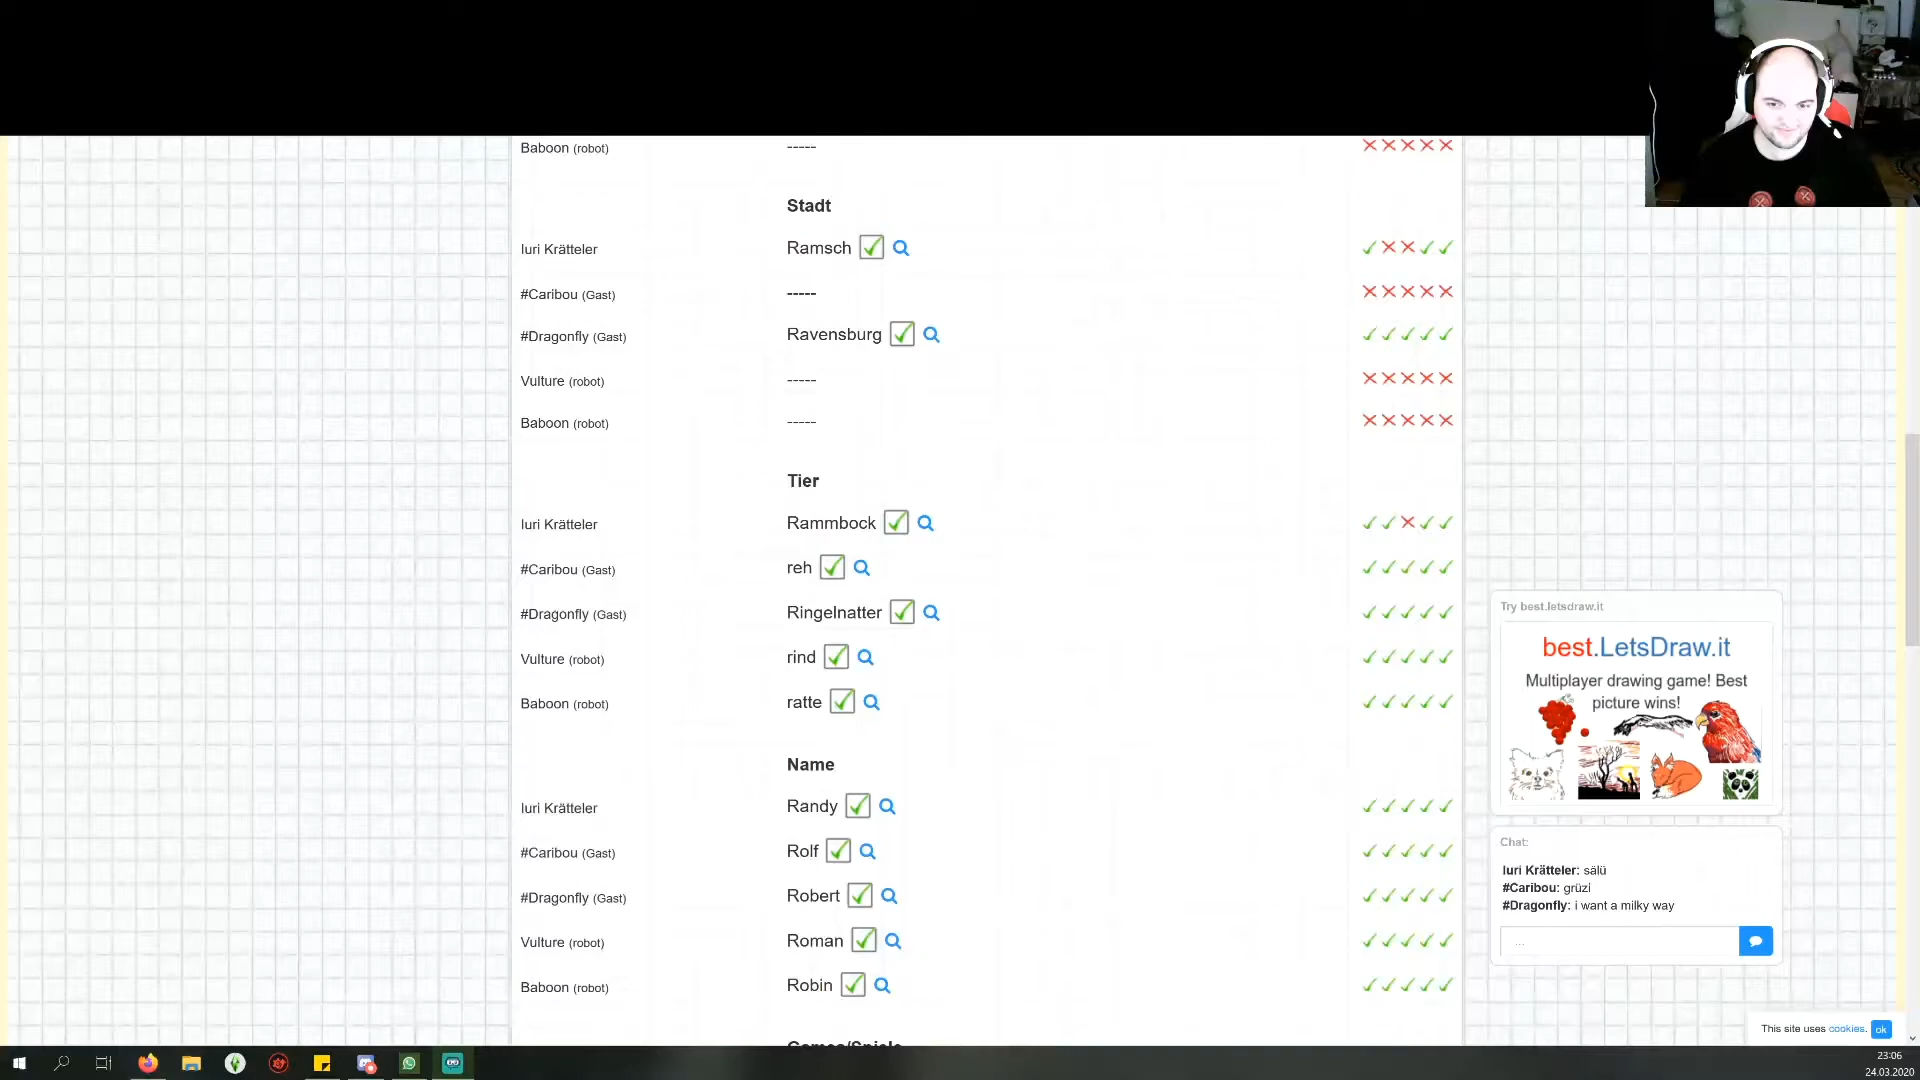 Baboon (robot) -----
Stadt
Iuri Krätteler Ramsch
#Caribou (Gast) -----
#Dragonfly (Gast) Ravensburg
Vulture (robot) -----
Baboon (robot) -----
Tier
Iuri Krätteler Rammbock
#Caribou (Gast) reh
#Dragonfly (Gast) Ringelnatter
Vulture (robot) rind
Baboon (robot) ratte
Name
Iuri Krätteler Randy
#Caribou (Gast) Rolf
#Dragonfly (Gast) Robert
Vulture (robot) Roman
Baboon (robot) Robin
Games/Spiele
Try best.letsdraw.it
best.LetsDraw.it
Multiplayer drawing game! Best
picture wins!
Chat:
Iuri Krätteler: sälü
#Caribou: grüzi
#Dragonfly: i want a milky way
...
This site uses cookies. ok
23:06
24.03.2020